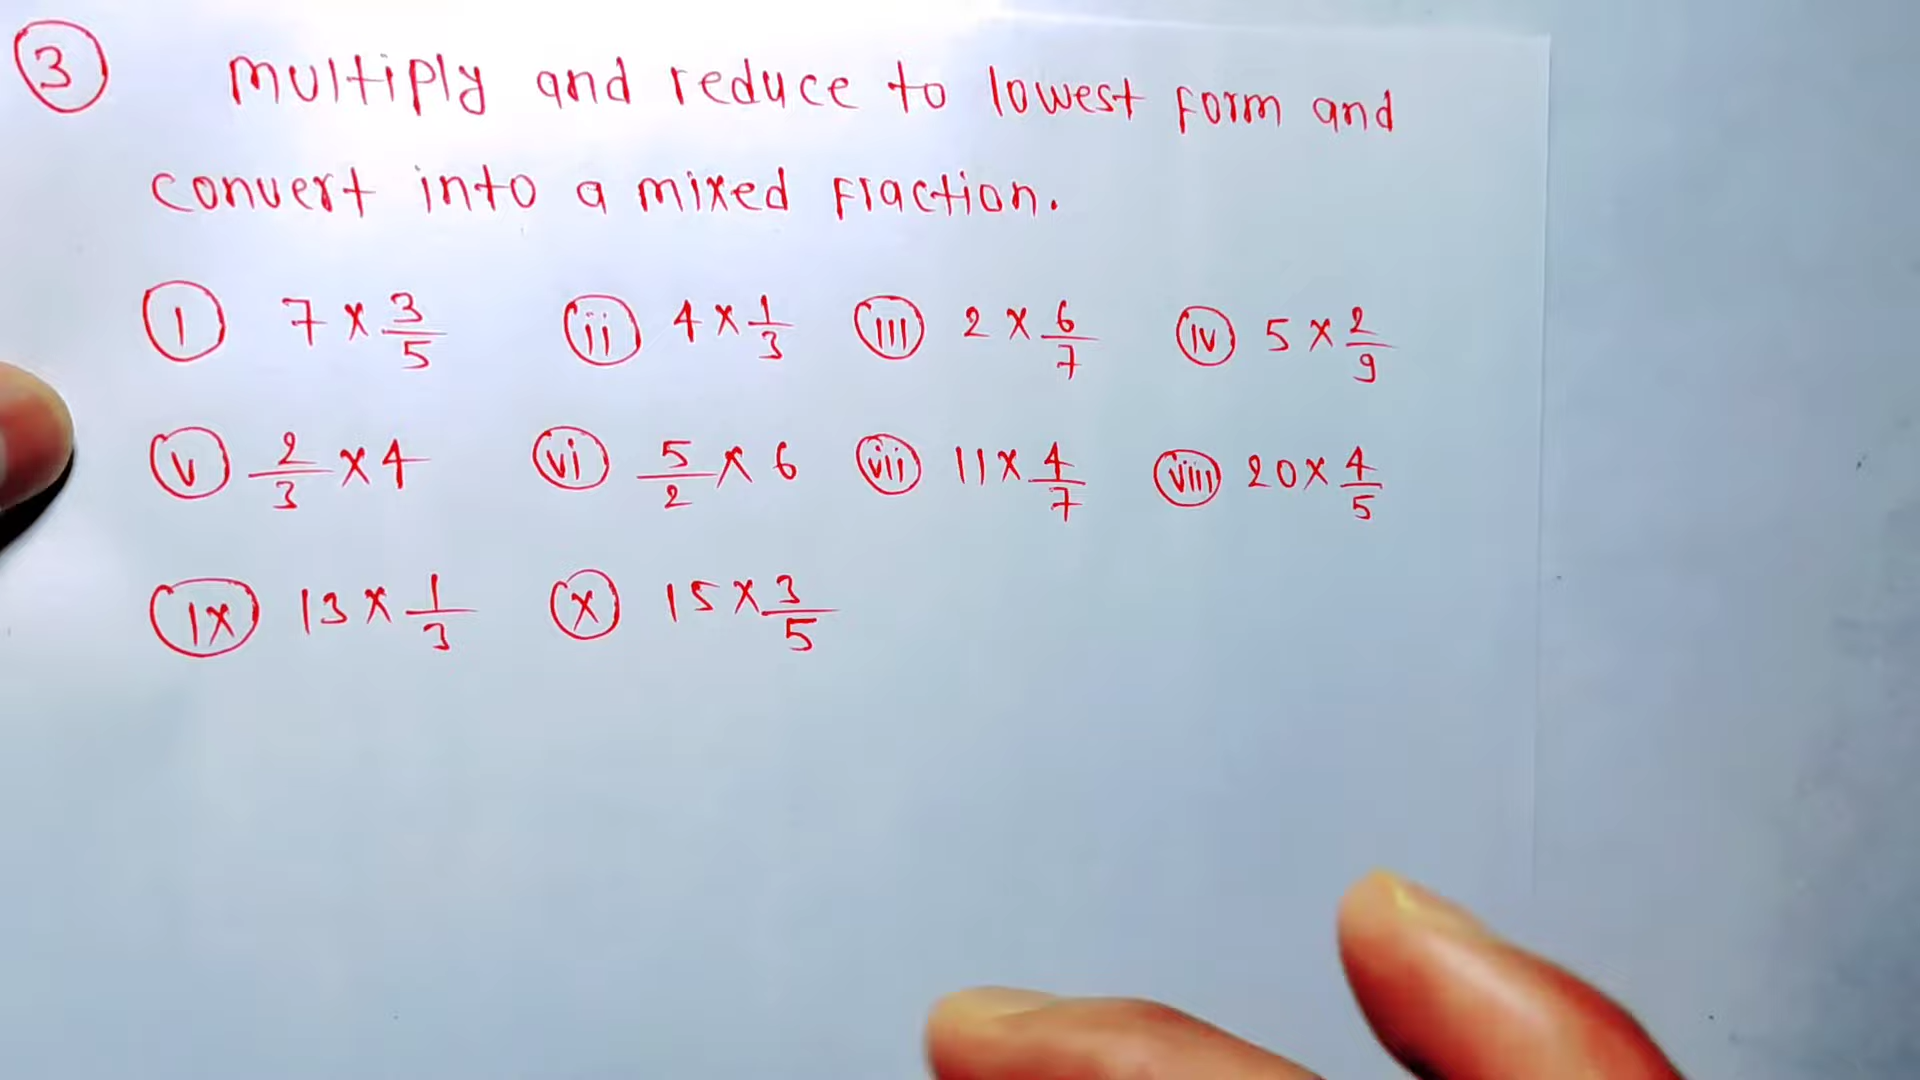 3 Multiply and reduce to lowest form and
convert into a mixed fraction.
i 7 × 3/5 ii 4 × 1/3 iii 2 × 6/7 iv 5 × 2/9
v 2/3 × 4 vi 5/2 × 6 vii 11 × 4/7 viii 20 × 4/5
ix 13 × 1/3 x 15 × 3/5